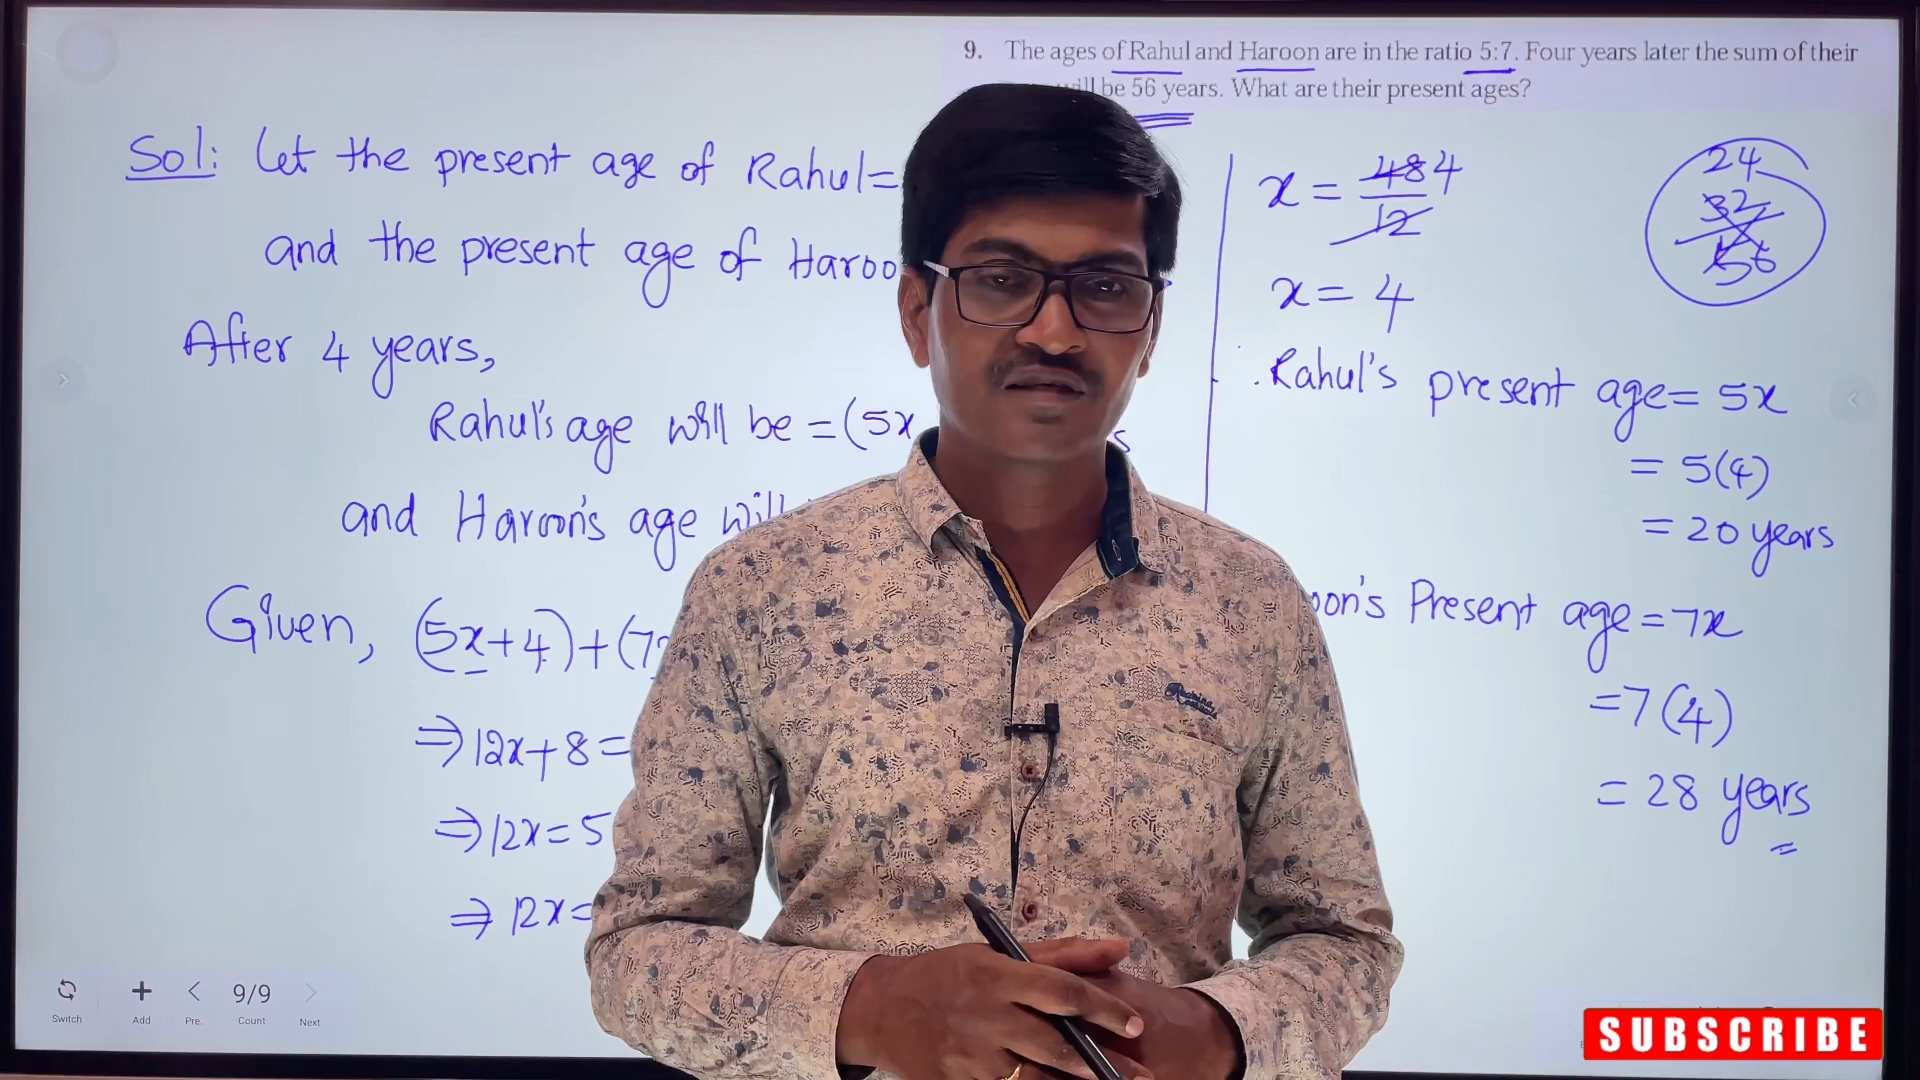 9. The ages of Rahul and Haroon are in the ratio 5:7. Four years later the sum of their
will be 56 years. What are their present ages?
Sol: Let the present age of Rahul=
and the present age of Haroo
After 4 years,
Rahul's age will be = (5x
s
and Haroon's age will
Given, (5x+4)+(7
⇒ 12x+8=
⇒ 12x=5
⇒ 12x=
x = 48 4
12
x = 4
Rahul's present age = 5x
= 5(4)
= 20 years
oon's Present age = 7x
= 7(4)
= 28 years
24
32
56
Switch
Add
Pre.
9/9
Count
Next
SUBSCRIBE